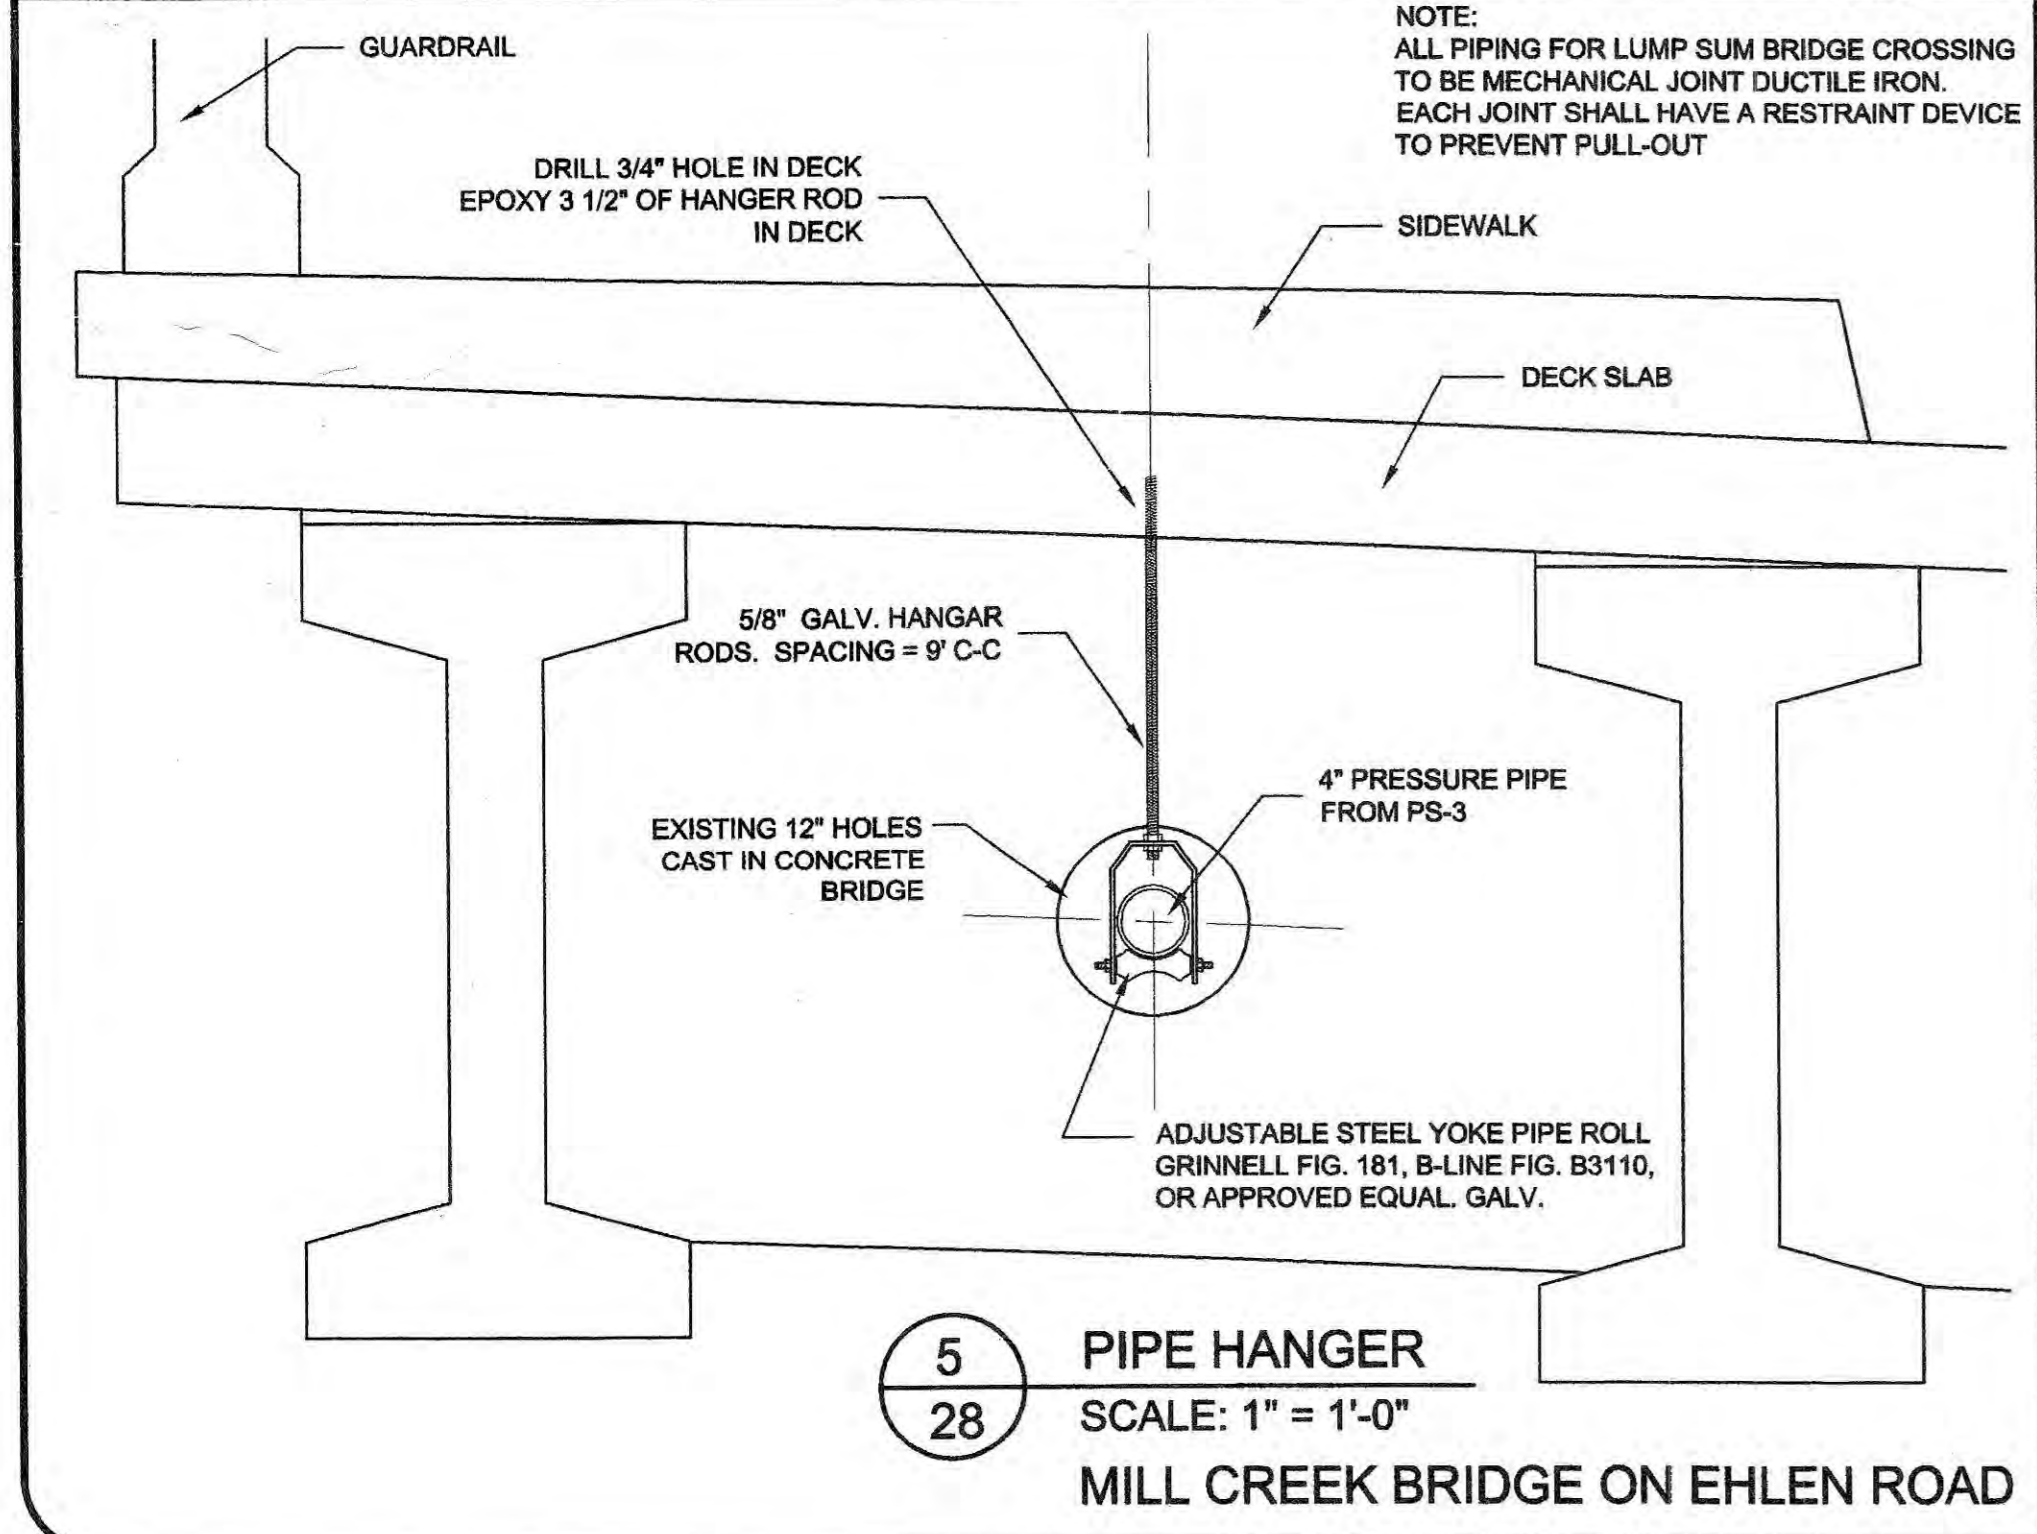 NOTE:
ALL PIPING FOR LUMP SUM BRIDGE CROSSING
TO BE MECHANICAL JOINT DUCTILE IRON.
EACH JOINT SHALL HAVE A RESTRAINT DEVICE
TO PREVENT PULL-OUT
GUARDRAIL
DRILL 3/4" HOLE IN DECK
EPOXY 3 1/2" OF HANGER ROD
IN DECK
SIDEWALK
DECK SLAB
5/8" GALV. HANGAR
RODS. SPACING = 9' C-C
4" PRESSURE PIPE
FROM PS-3
EXISTING 12" HOLES
CAST IN CONCRETE
BRIDGE
ADJUSTABLE STEEL YOKE PIPE ROLL
GRINNELL FIG. 181, B-LINE FIG. B3110,
OR APPROVED EQUAL. GALV.
5
28
PIPE HANGER
SCALE: 1" = 1'-0"
MILL CREEK BRIDGE ON EHLEN ROAD